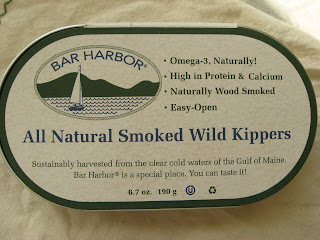 BAR HARBOR®
• Omega-3, Naturally!
• High in Protein & Calcium
• Naturally Wood Smoked
• Easy-Open
All Natural Smoked Wild Kippers
Sustainably harvested from the clear cold waters of the Gulf of Maine.
Bar Harbor® is a special place. You can taste it!
6.7 oz. 190 g U